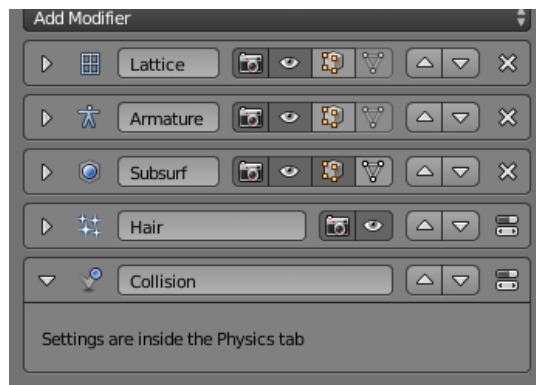 Add Modifier
Lattice
Armature
Subsurf
Hair
Collision
Settings are inside the Physics tab